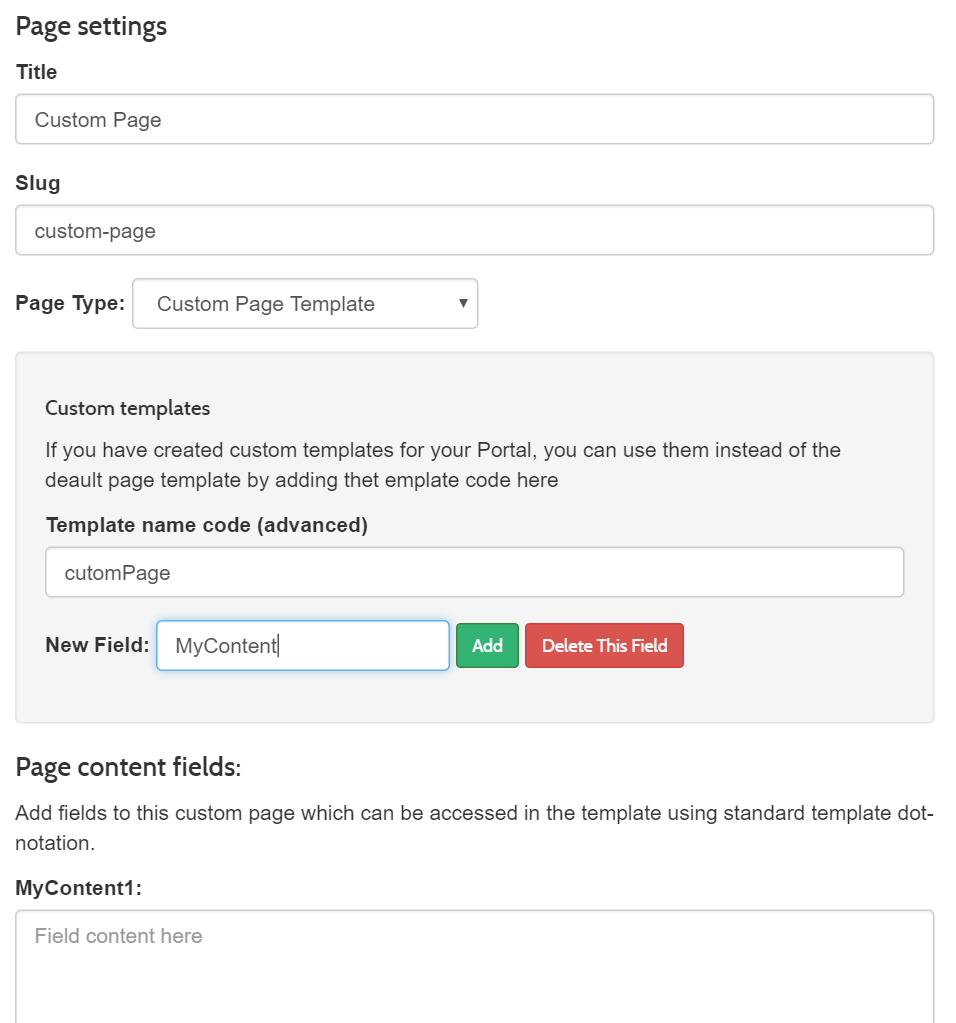 Page settings
Title
Custom Page
Slug
custom-page
Page Type: Custom Page Template
Custom templates
If you have created custom templates for your Portal, you can use them instead of the
deault page template by adding thet emplate code here
Template name code (advanced)
cutomPage
New Field: MyContent Add Delete This Field
Page content fields:
Add fields to this custom page which can be accessed in the template using standard template dot-
notation.
MyContent1:
Field content here